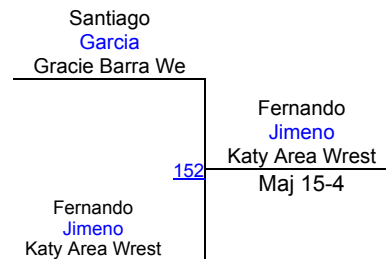 Santiago
Garcia
Gracie Barra We
Fernando
Jimeno
Katy Area Wrest
152
Maj 15-4
Fernando
Jimeno
Katy Area Wrest